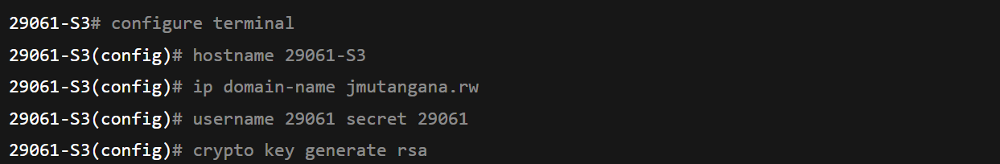 29061-S3# configure terminal
29061-S3(config)# hostname 29061-S3
29061-S3(config)# ip domain-name jmutangana.rw
29061-S3(config)# username 29061 secret 29061
29061-S3(config)# crypto key generate rsa